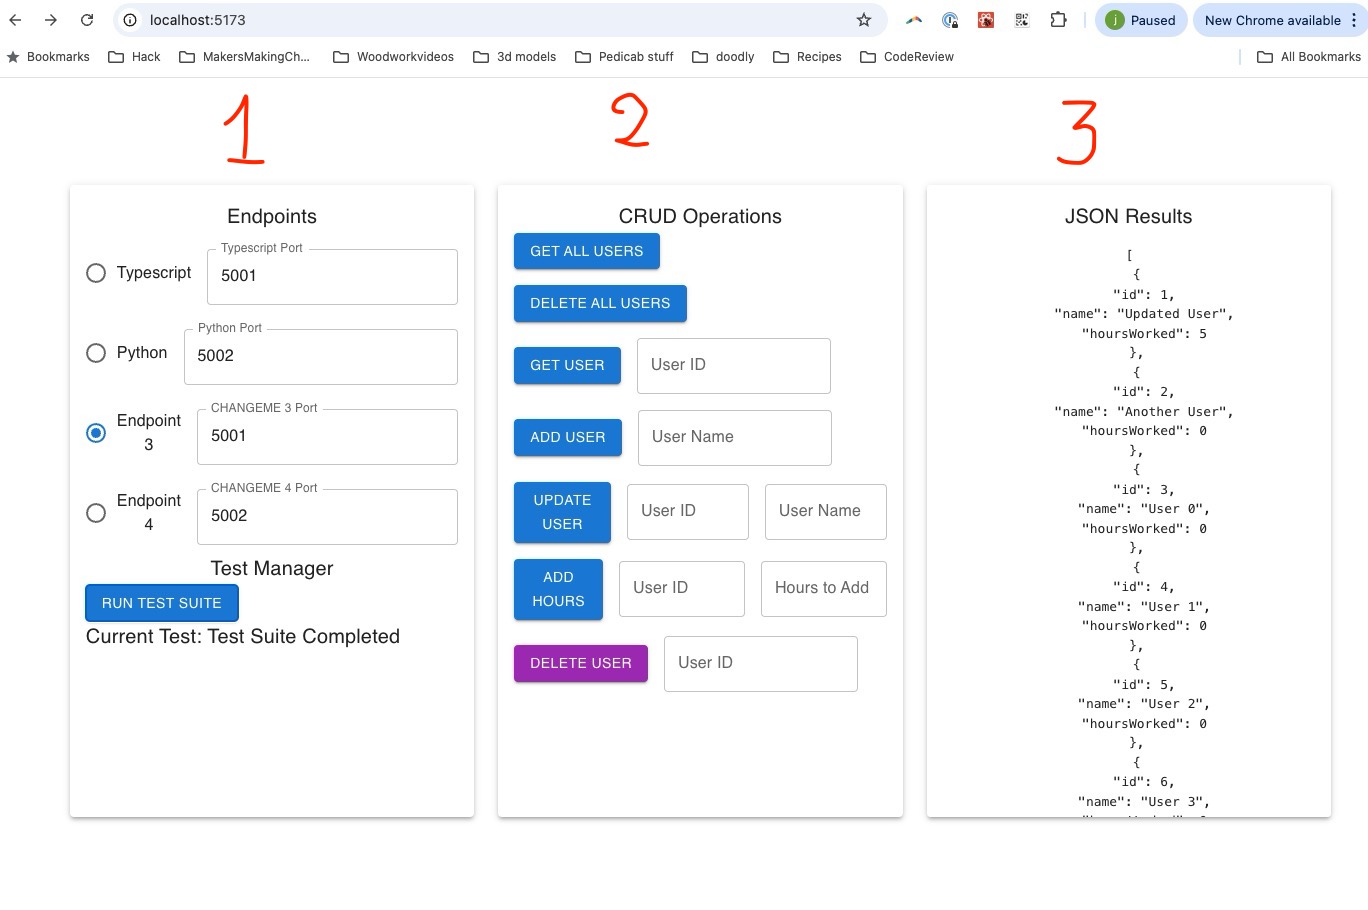 localhost:5173
j Paused
New Chrome available
Bookmarks Hack MakersMakingCh... Woodworkvideos 3d models Pedicab stuff doodly Recipes CodeReview All Bookmarks
1 2 3
Endpoints
Typescript
Typescript Port
5001
Python
Python Port
5002
Endpoint
3
CHANGEME 3 Port
5001
Endpoint
4
CHANGEME 4 Port
5002
Test Manager
RUN TEST SUITE
Current Test: Test Suite Completed
CRUD Operations
GET ALL USERS
DELETE ALL USERS
GET USER User ID
ADD USER User Name
UPDATE
USER
User ID User Name
ADD
HOURS
User ID Hours to Add
DELETE USER User ID
JSON Results
[
{
"id": 1,
"name": "Updated User",
"hoursWorked": 5
},
{
"id": 2,
"name": "Another User",
"hoursWorked": 0
},
{
"id": 3,
"name": "User 0",
"hoursWorked": 0
},
{
"id": 4,
"name": "User 1",
"hoursWorked": 0
},
{
"id": 5,
"name": "User 2",
"hoursWorked": 0
},
{
"id": 6,
"name": "User 3",